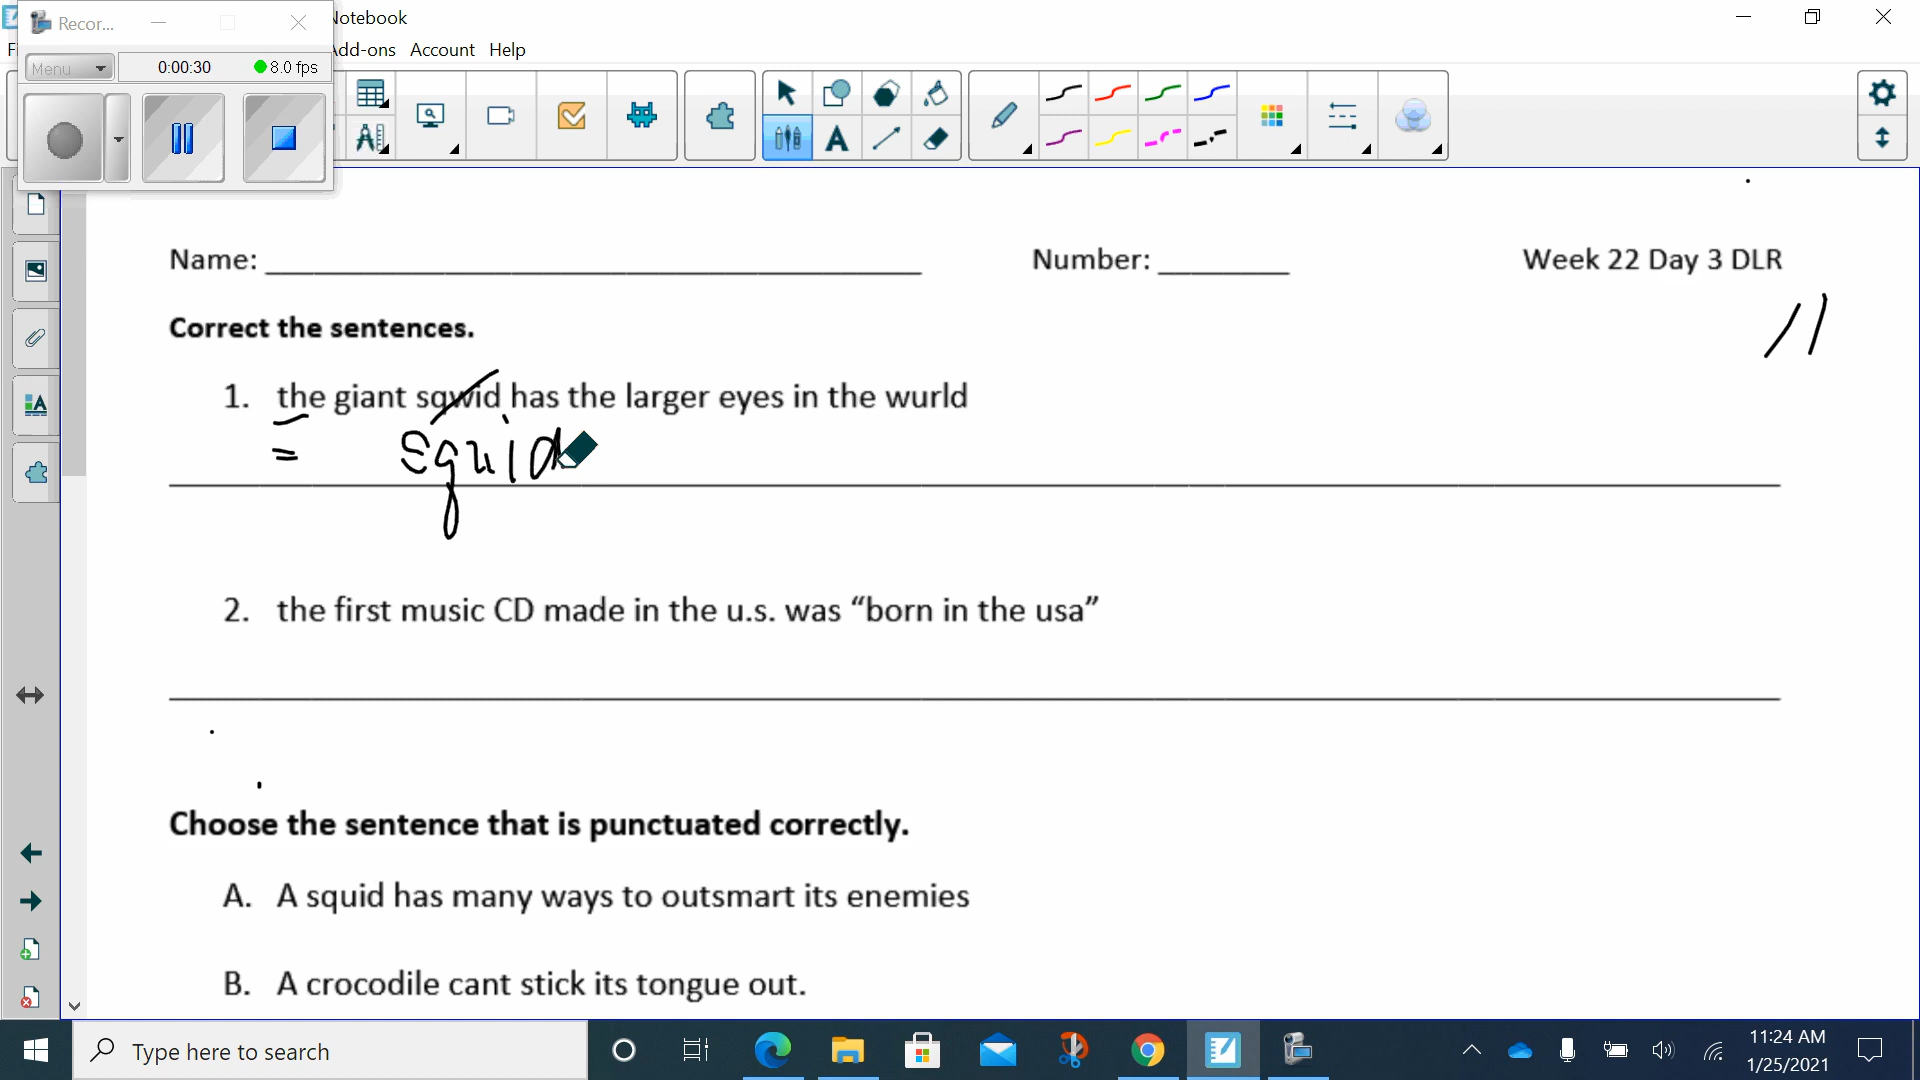 Recor...
Notebook
Add-ons Account Help
Menu 0:00:30 8.0 fps
Name: Number: Week 22 Day 3 DLR
Correct the sentences.
1. the giant sqwid has the larger eyes in the wurld
= squid
2. the first music CD made in the u.s. was “born in the usa”
Choose the sentence that is punctuated correctly.
A. A squid has many ways to outsmart its enemies
B. A crocodile cant stick its tongue out.
Type here to search
11:24 AM
1/25/2021